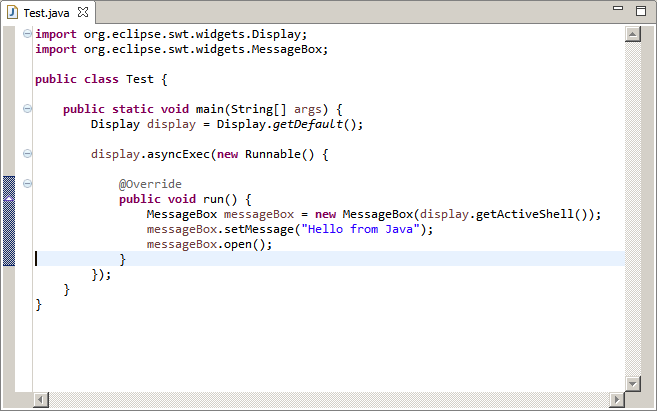 Test.java
import org.eclipse.swt.widgets.Display;
import org.eclipse.swt.widgets.MessageBox;
public class Test {
public static void main(String[] args) {
Display display = Display.getDefault();
display.asyncExec(new Runnable() {
@Override
public void run() {
MessageBox messageBox = new MessageBox(display.getActiveShell());
messageBox.setMessage("Hello from Java");
messageBox.open();
}
});
}
}